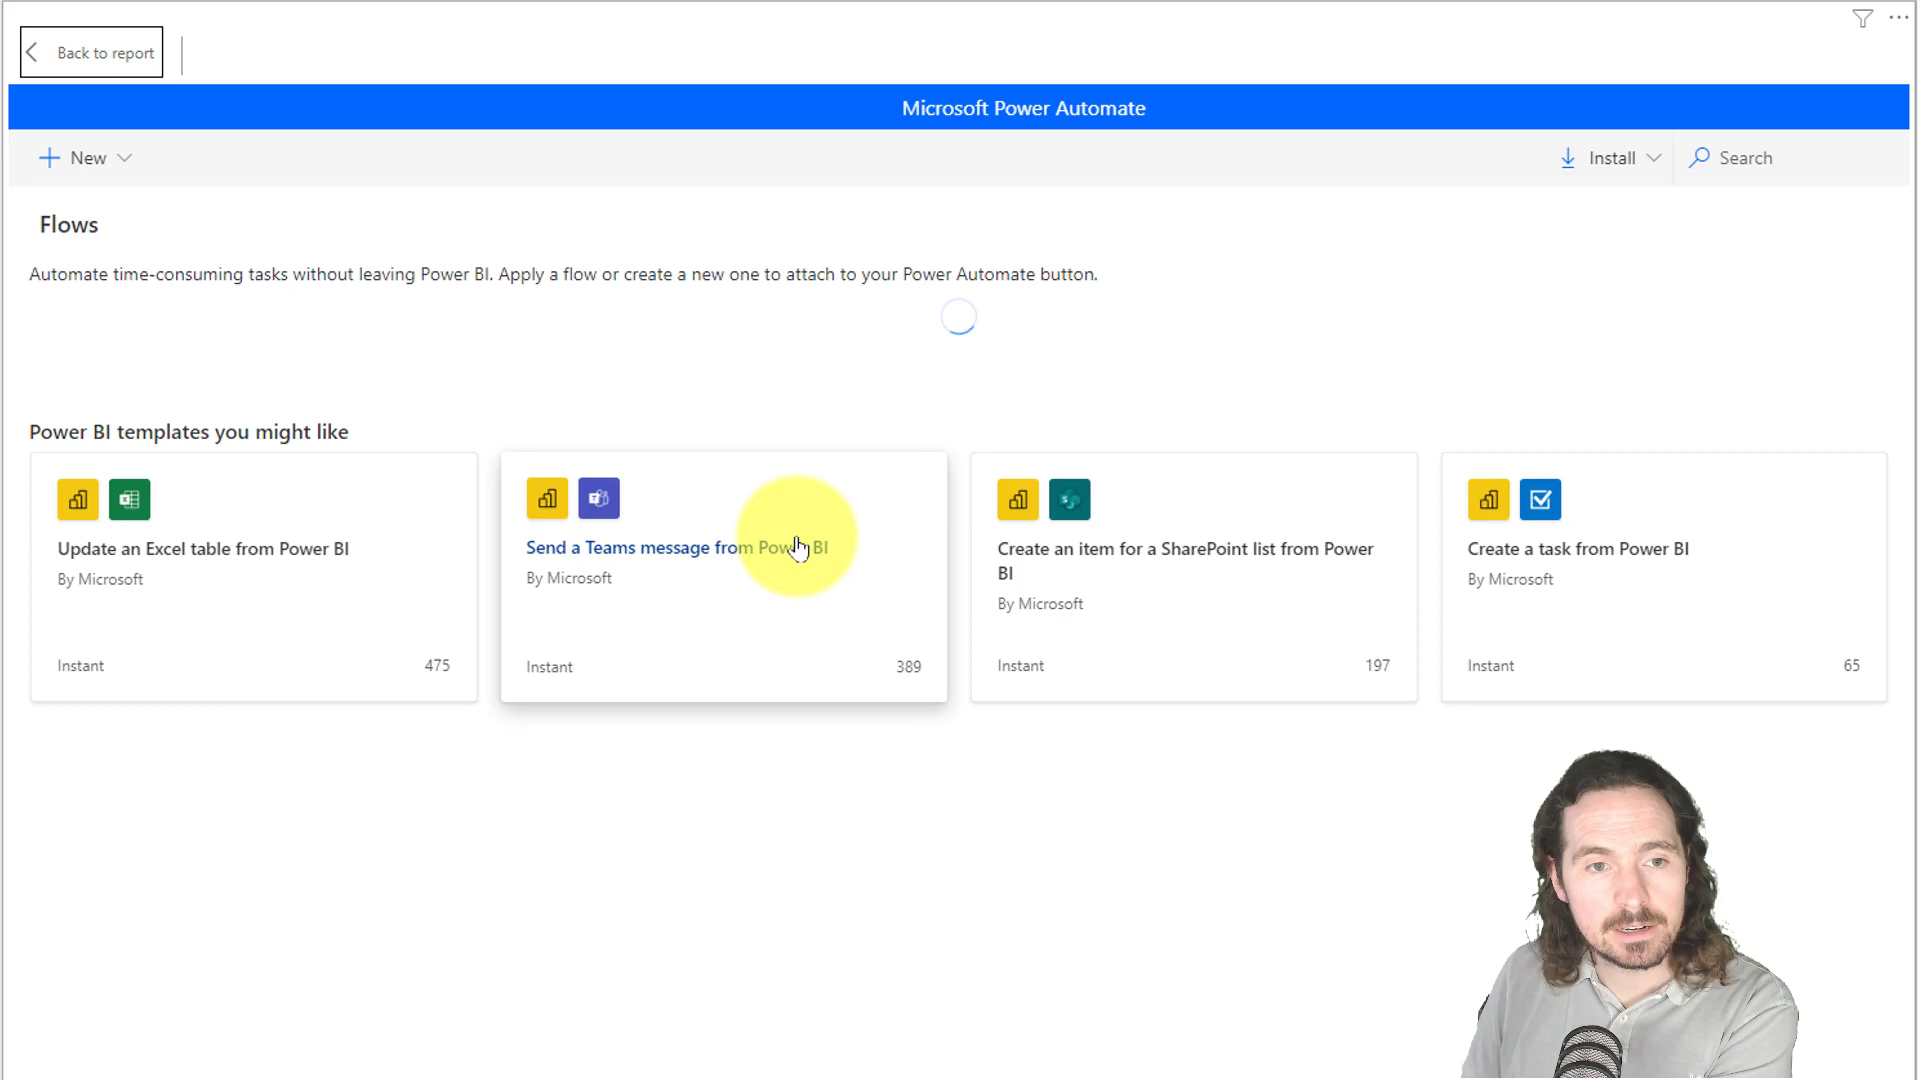 Back to report
Microsoft Power Automate
New
Install
Search
Flows
Automate time-consuming tasks without leaving Power BI. Apply a flow or create a new one to attach to your Power Automate button.
Power BI templates you might like
Update an Excel table from Power BI
By Microsoft
Instant 475
Send a Teams message from Power BI
By Microsoft
Instant 389
Create an item for a SharePoint list from Power
BI
By Microsoft
Instant 197
Create a task from Power BI
By Microsoft
Instant 65